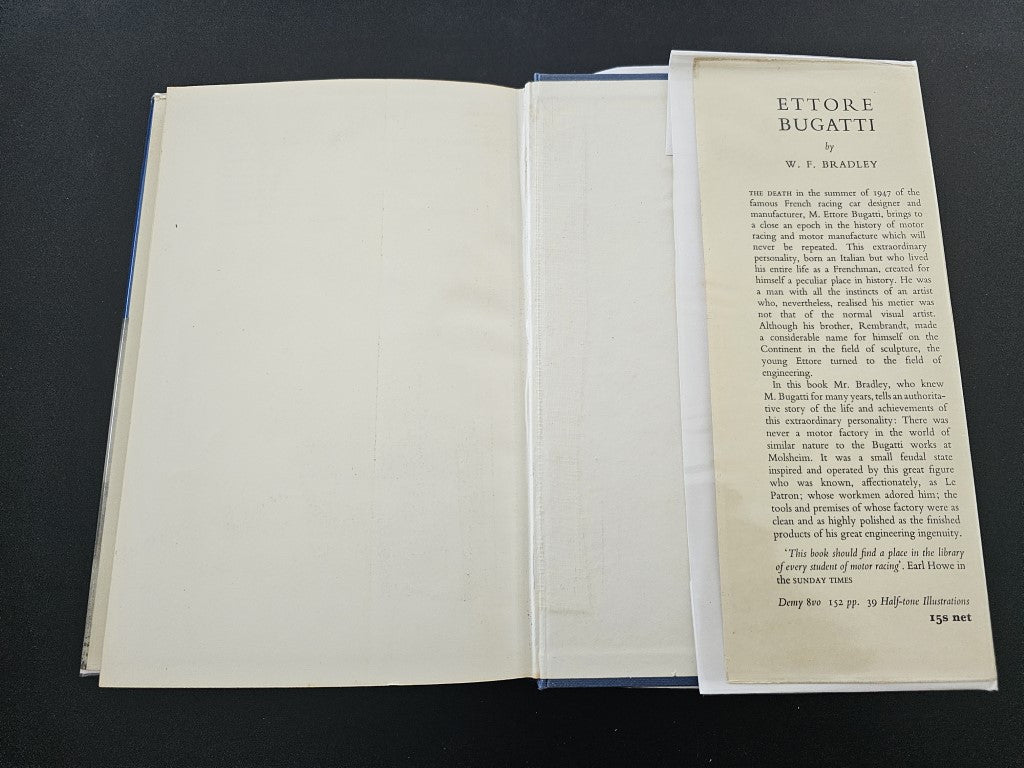 ETTORE
BUGATTI
by
W. F. BRADLEY
THE DEATH in the summer of 1947 of the
famous French racing car designer and
manufacturer, M. Ettore Bugatti, brings to
a close an epoch in the history of motor
racing and motor manufacture which will
never be repeated. This extraordinary
personality, born an Italian but who lived
his entire life as a Frenchman, created for
himself a peculiar place in history. He was
a man with all the instincts of an artist
who, nevertheless, realised his metier was
not that of the normal visual artist.
Although his brother, Rembrandt, made
a considerable name for himself on the
Continent in the field of sculpture, the
young Ettore turned to the field of
engineering.
In this book Mr. Bradley, who knew
M. Bugatti for many years, tells an authorita-
tive story of the life and achievements of
this extraordinary personality: There was
never a motor factory in the world of
similar nature to the Bugatti works at
Molsheim. It was a small feudal state
inspired and operated by this great figure
who was known, affectionately, as Le
Patron; whose workmen adored him; the
tools and premises of whose factory were as
clean and as highly polished as the finished
products of his great engineering ingenuity.
'This book should find a place in the library
of every student of motor racing'. Earl Howe in
the SUNDAY TIMES
Demy 8vo 152 pp. 39 Half-tone Illustrations
15s net